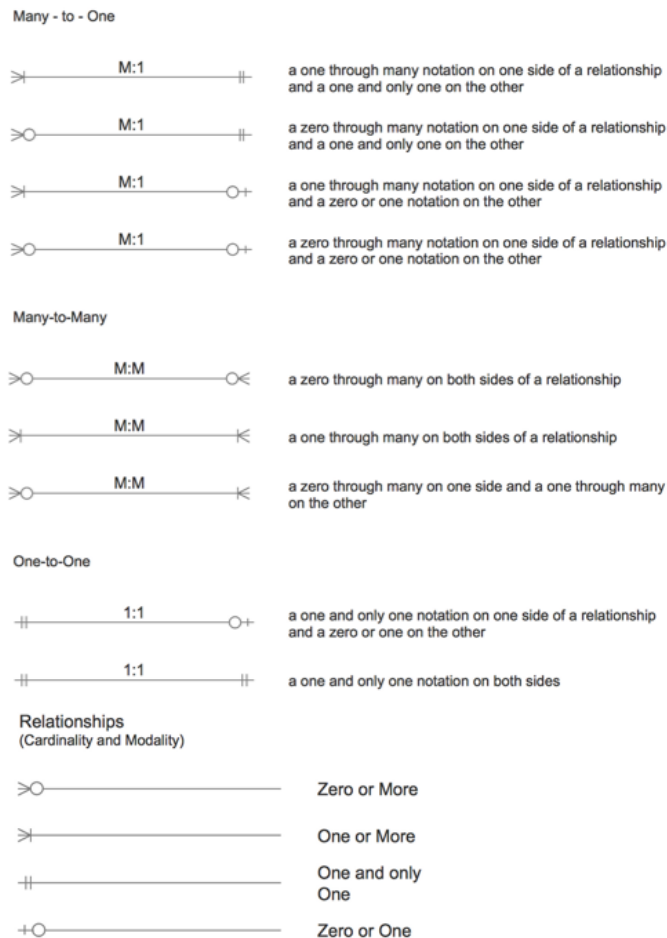 Many - to - One
M:1
a one through many notation on one side of a relationship
and a one and only one on the other
M:1
a zero through many notation on one side of a relationship
and a one and only one on the other
M:1
a one through many notation on one side of a relationship
and a zero or one notation on the other
M:1
a zero through many notation on one side of a relationship
and a zero or one notation on the other
Many-to-Many
M:M
a zero through many on both sides of a relationship
M:M
a one through many on both sides of a relationship
M:M
a zero through many on one side and a one through many
on the other
One-to-One
1:1
a one and only one notation on one side of a relationship
and a zero or one on the other
1:1
a one and only one notation on both sides
Relationships
(Cardinality and Modality)
Zero or More
One or More
One and only
One
Zero or One